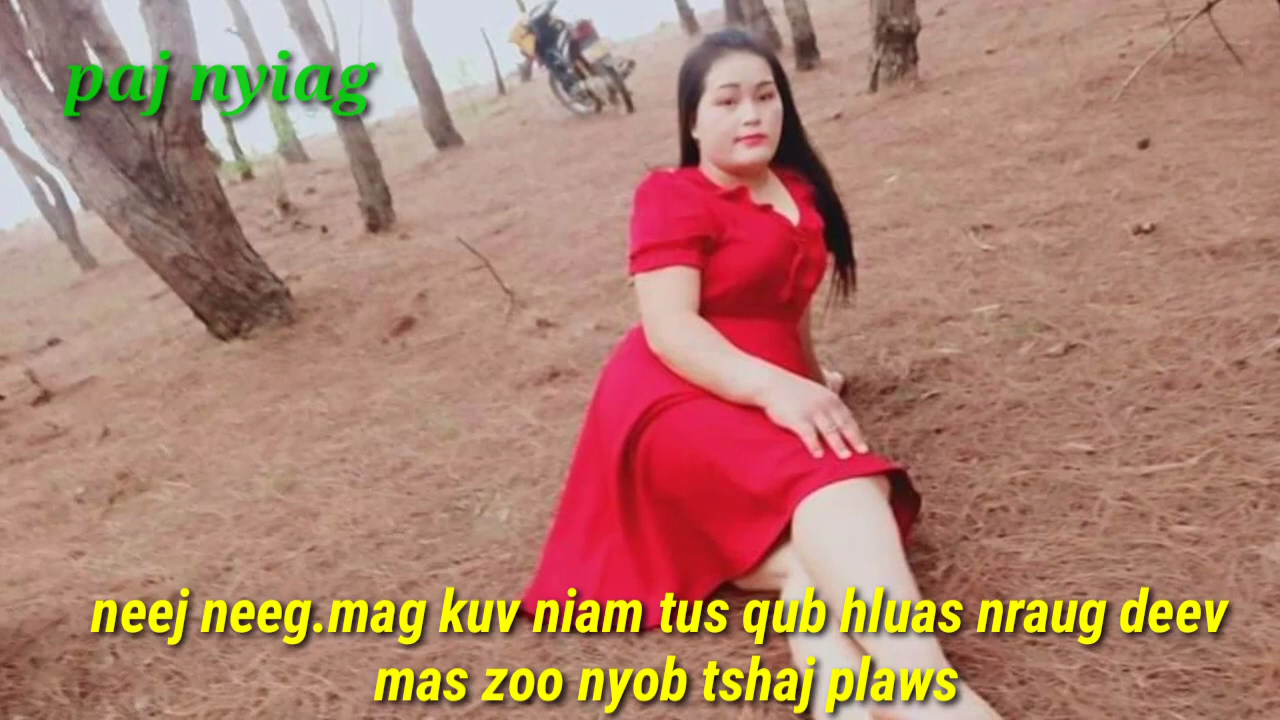 paj nyiag
neej neeg.mag kuv niam tus qub hluas nraug deev
mas zoo nyob tshaj plaws